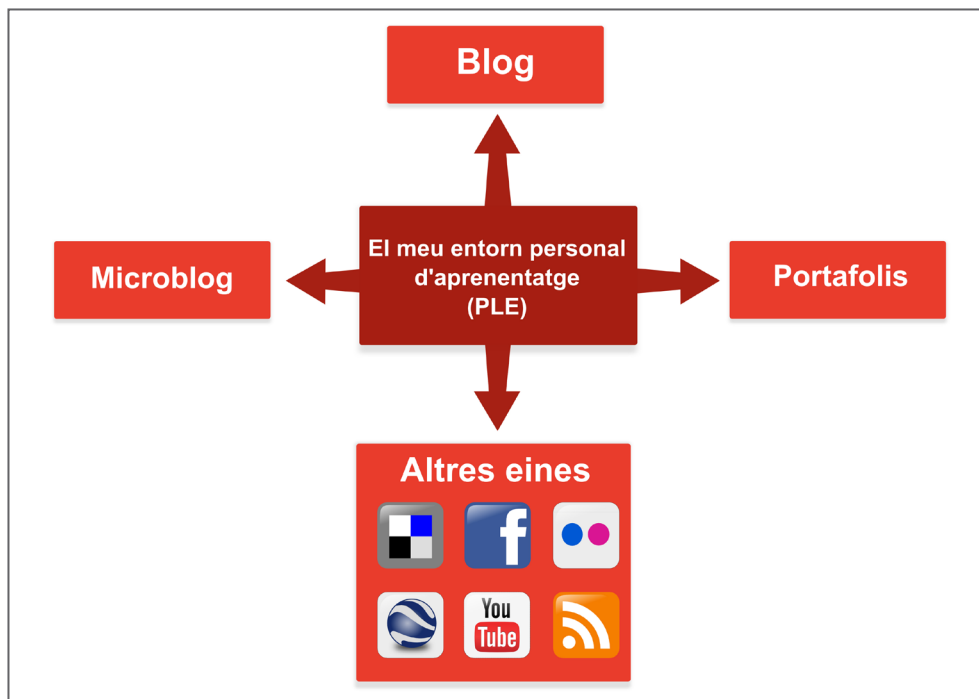 Blog
El meu entorn personal
d'aprenentatge
(PLE)
Microblog
Portafolis
Altres eines
f
You
Tube